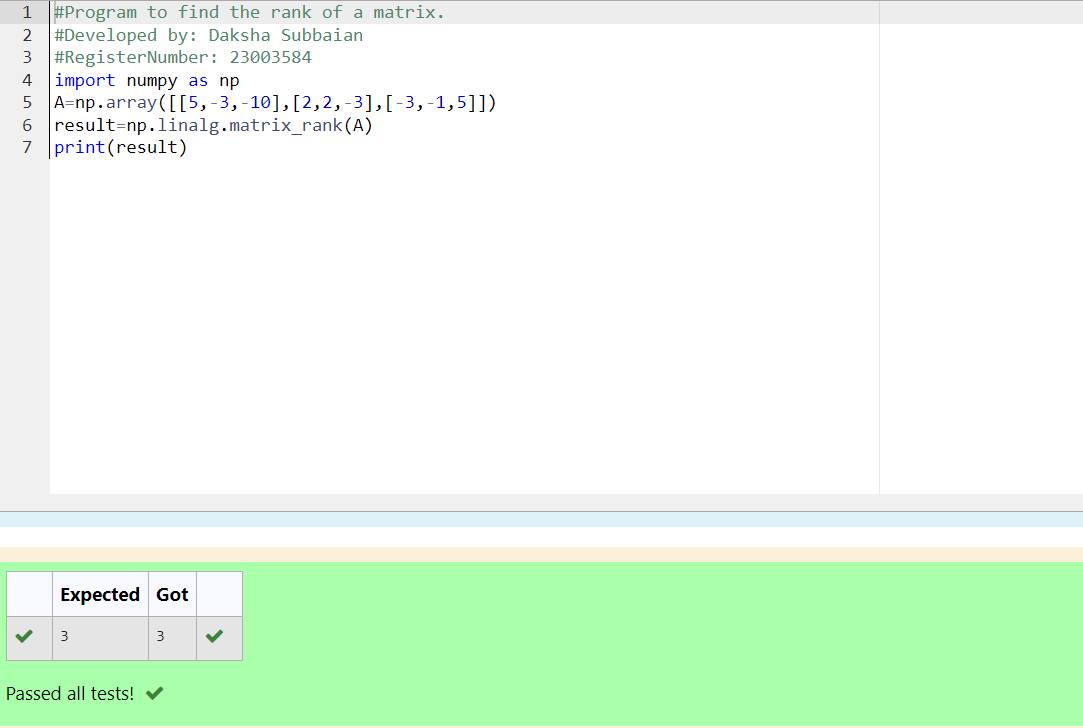 1 #Program to find the rank of a matrix.
2 #Developed by: Daksha Subbaian
3 #RegisterNumber: 23003584
4 import numpy as np
5 A=np.array([[5,-3,-10],[2,2,-3],[-3,-1,5]])
6 result=np.linalg.matrix_rank(A)
7 print(result)
Expected Got
3 3
Passed all tests!